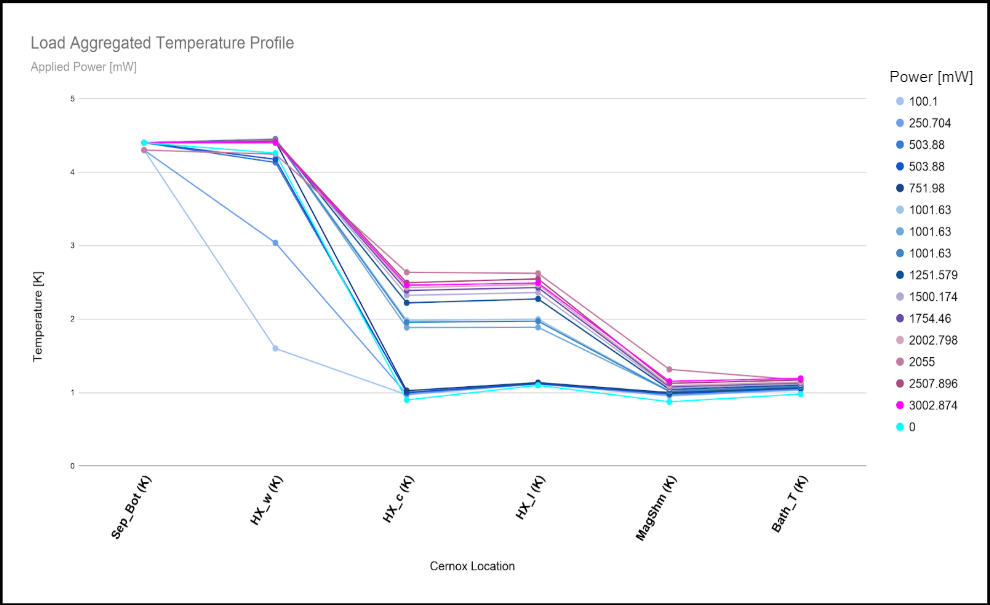 Load Aggregated Temperature Profile
Applied Power [mW]
Power [mW]
100.1
250.704
503.88
503.88
751.98
1001.63
1001.63
1001.63
1251.579
1500.174
1754.46
2002.798
2055
2507.896
3002.874
0
Temperature [K]
5
4
3
2
1
0
Sep_Bot (K)
HX_w (K)
HX_c (K)
HX_l (K)
MagShm (K)
Bath_T (K)
Cernox Location